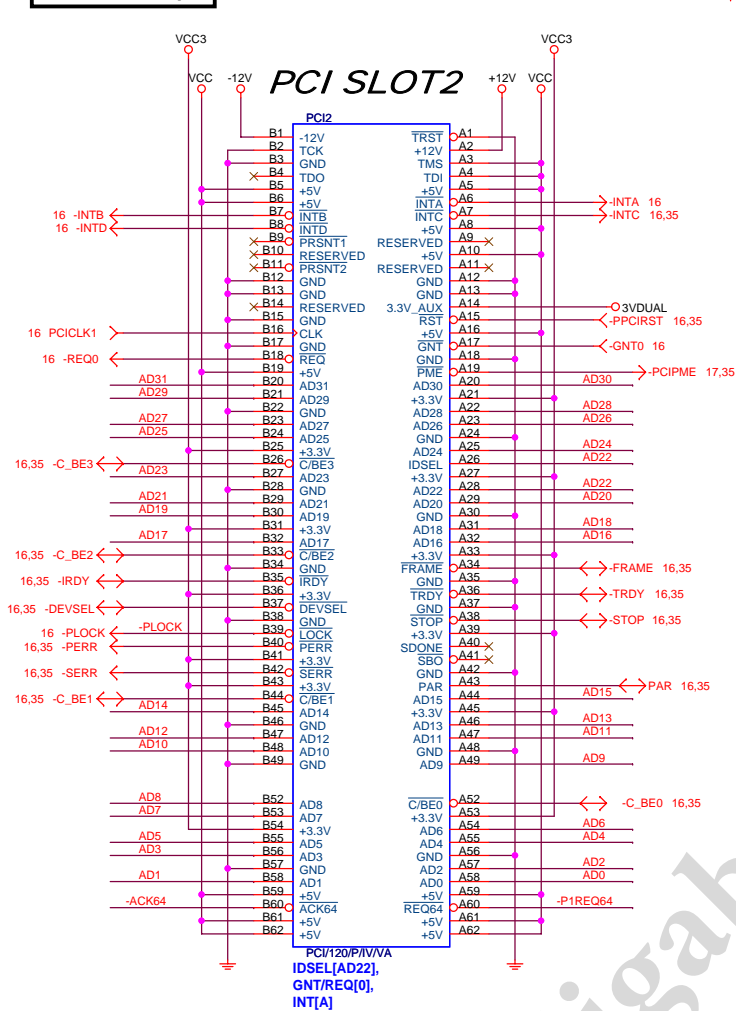 VCC3 VCC3
VCC -12V PCI SLOT2 +12V VCC
PCI2
B1 -12V TRST A1
B2 TCK +12V A2
B3 GND TMS A3
B4 TDO TDI A4
B5 +5V +5V A5
B6 +5V INTA A6 -INTA 16
16 -INTB B7 INTB INTC A7 -INTC 16,35
16 -INTD B8 INTD +5V A8
B9 PRSNT1 RESERVED A9
B10 RESERVED +5V A10
B11 PRSNT2 RESERVED A11
B12 GND GND A12
B13 GND GND A13
B14 RESERVED 3.3V_AUX A14 3VDUAL
B15 GND RST A15 -PPCIRST 16,35
16 PCICLK1 B16 CLK +5V A16
B17 GND GNT A17 -GNT0 16
16 -REQ0 B18 REQ GND A18
B19 +5V PME A19 -PCIPME 17,35
AD31 B20 AD31 AD30 A20 AD30
AD29 B21 AD29 +3.3V A21
B22 GND AD28 A22 AD28
AD27 B23 AD27 AD26 A23 AD26
AD25 B24 AD25 GND A24
B25 +3.3V AD24 A25 AD24
16,35 -C_BE3 B26 C/BE3 IDSEL A26 AD22
AD23 B27 AD23 +3.3V A27
B28 GND AD22 A28 AD22
AD21 B29 AD21 AD20 A29 AD20
AD19 B30 AD19 GND A30
B31 +3.3V AD18 A31 AD18
AD17 B32 AD17 AD16 A32 AD16
16,35 -C_BE2 B33 C/BE2 +3.3V A33
B34 GND FRAME A34 -FRAME 16,35
16,35 -IRDY B35 IRDY GND A35
B36 +3.3V TRDY A36 -TRDY 16,35
16,35 -DEVSEL B37 DEVSEL GND A37
B38 GND STOP A38 -STOP 16,35
16 -PLOCK -PLOCK B39 LOCK +3.3V A39
16,35 -PERR B40 PERR SDONE A40
B41 +3.3V SBO A41
16,35 -SERR B42 SERR GND A42
B43 +3.3V PAR A43 PAR 16,35
16,35 -C_BE1 B44 C/BE1 AD15 A44 AD15
AD14 B45 AD14 +3.3V A45
B46 GND AD13 A46 AD13
AD12 B47 AD12 AD11 A47 AD11
AD10 B48 AD10 GND A48
B49 GND AD9 A49 AD9
AD8 B52 AD8 C/BE0 A52 -C_BE0 16,35
AD7 B53 AD7 +3.3V A53
B54 +3.3V AD6 A54 AD6
AD5 B55 AD5 AD4 A55 AD4
AD3 B56 AD3 GND A56
B57 GND AD2 A57 AD2
AD1 B58 AD1 AD0 A58 AD0
B59 +5V +5V A59
-ACK64 B60 ACK64 REQ64 A60 -P1REQ64
B61 +5V +5V A61
B62 +5V +5V A62
PCI/120/P/IV/VA
IDSEL[AD22],
GNT/REQ[0],
INT[A]
igab